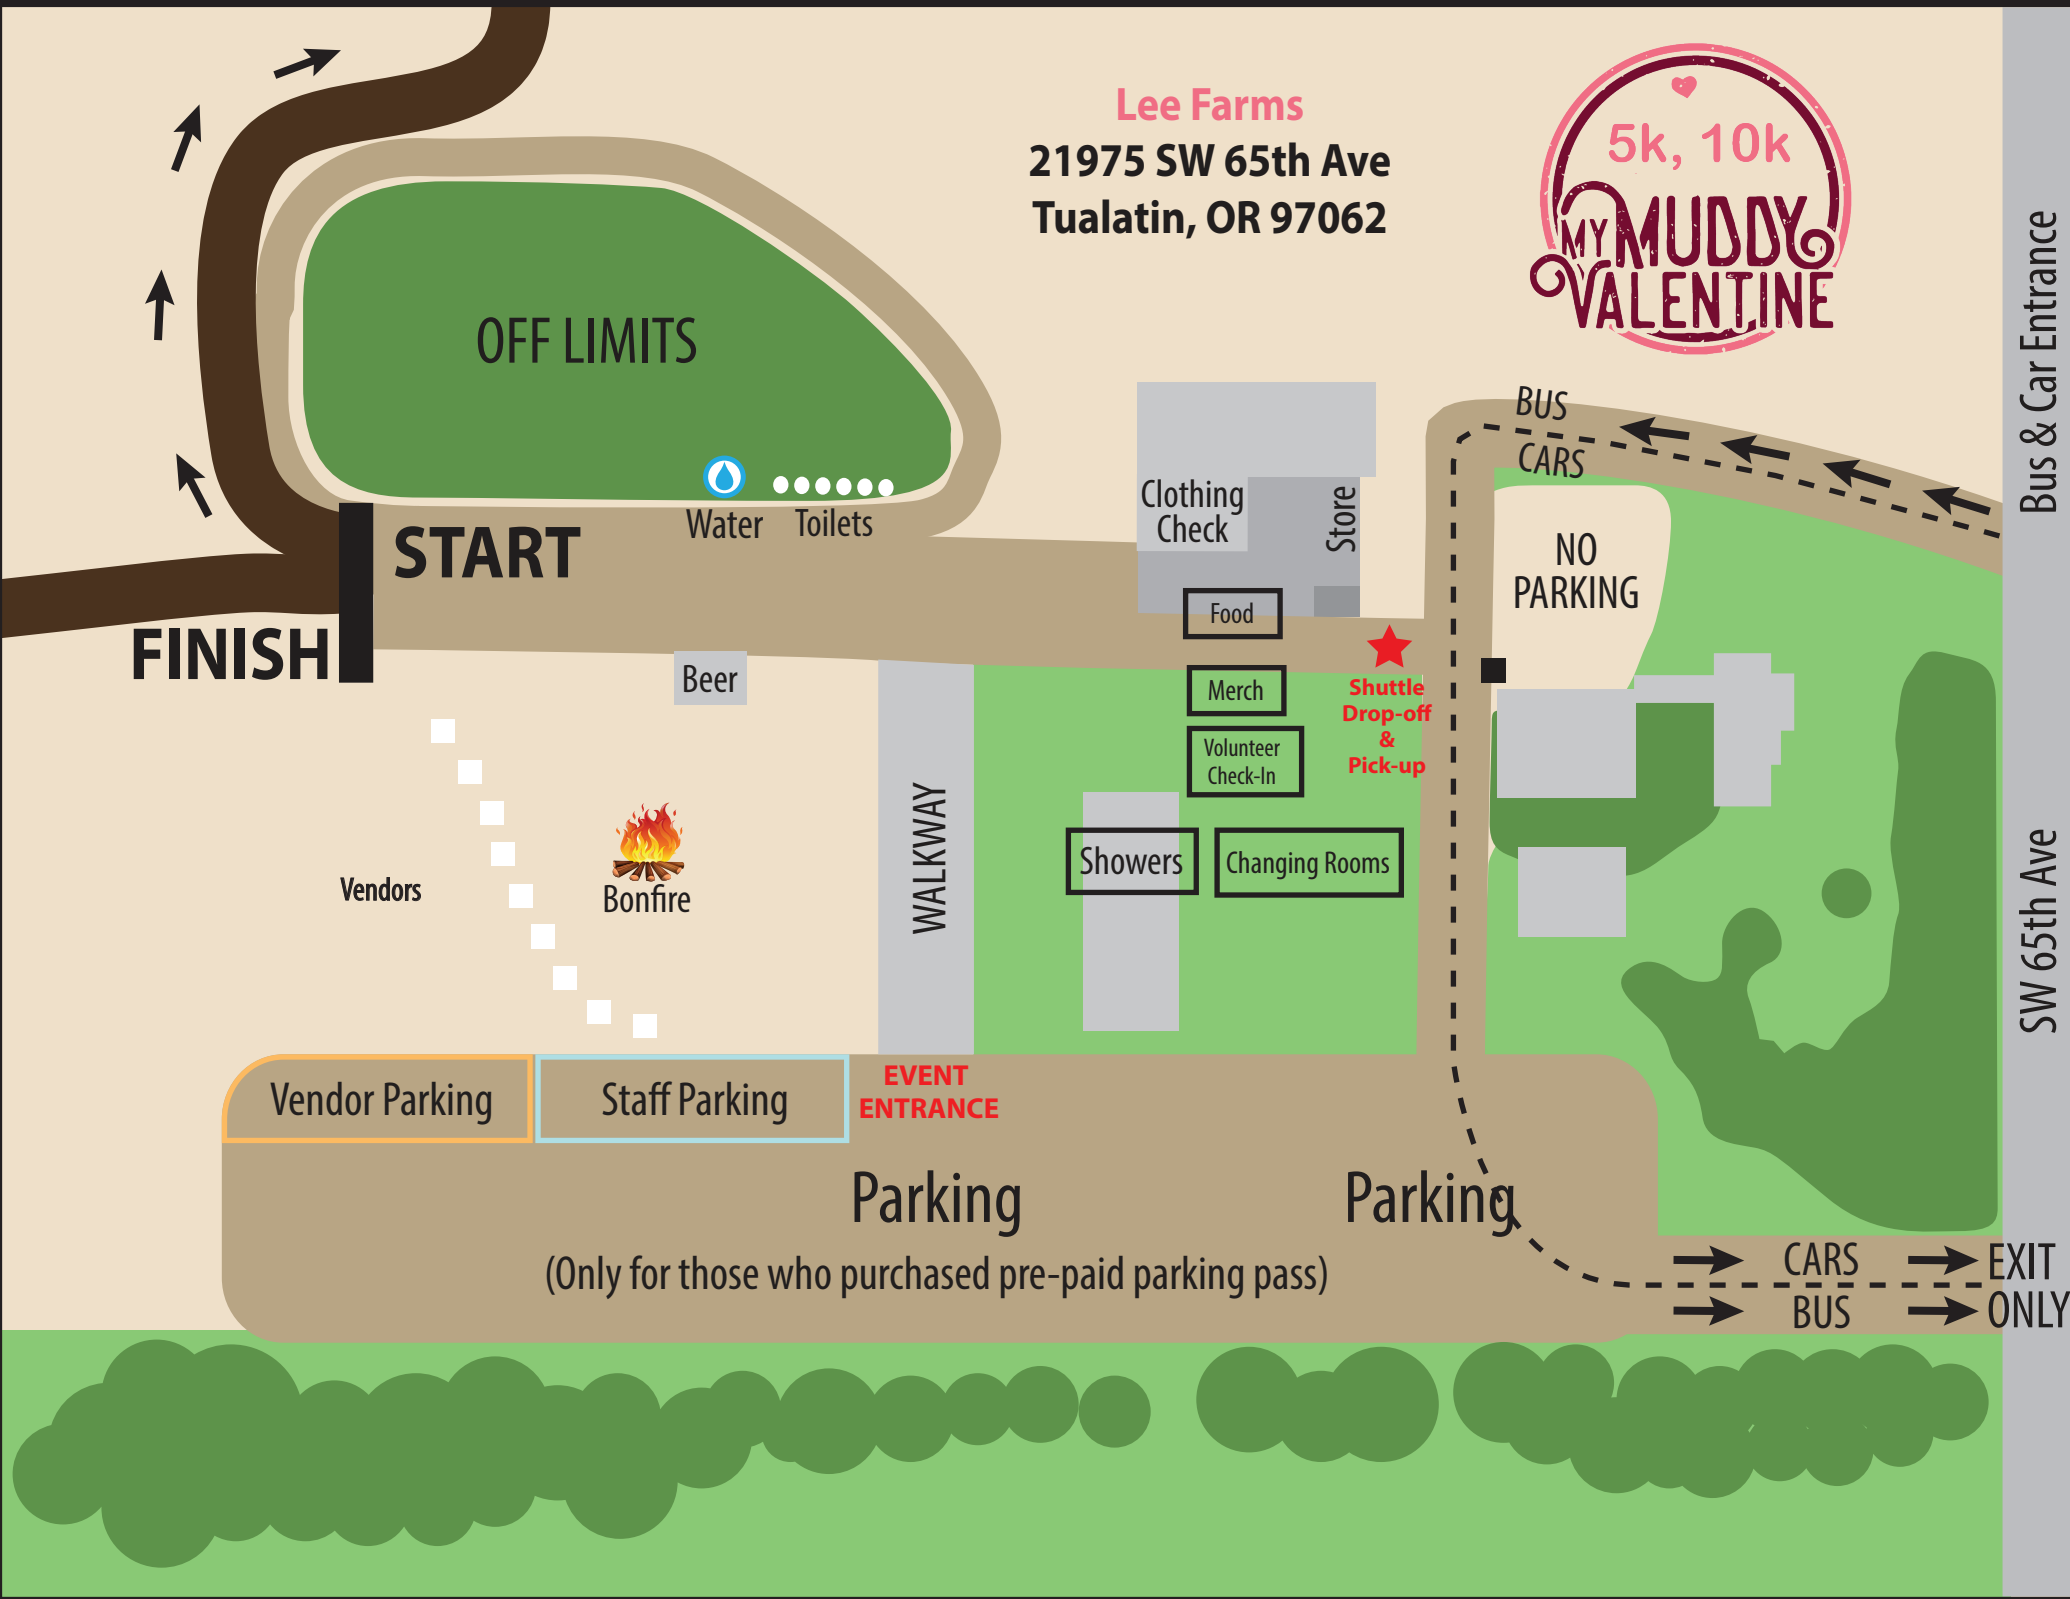 Lee Farms
21975 SW 65th Ave
Tualatin, OR 97062
5k, 10k
MY MUDDY
VALENTINE
Bus & Car Entrance
OFF LIMITS
BUS
CARS
Water
Toilets
Clothing
Check
Store
NO
PARKING
START
FINISH
Food
Beer
Merch
Shuttle
Drop-off
&
Pick-up
Volunteer
Check-In
WALKWAY
Vendors
Bonfire
Showers
Changing Rooms
SW 65th Ave
Vendor Parking
Staff Parking
EVENT
ENTRANCE
Parking
Parking
(Only for those who purchased pre-paid parking pass)
CARS
BUS
EXIT
ONLY